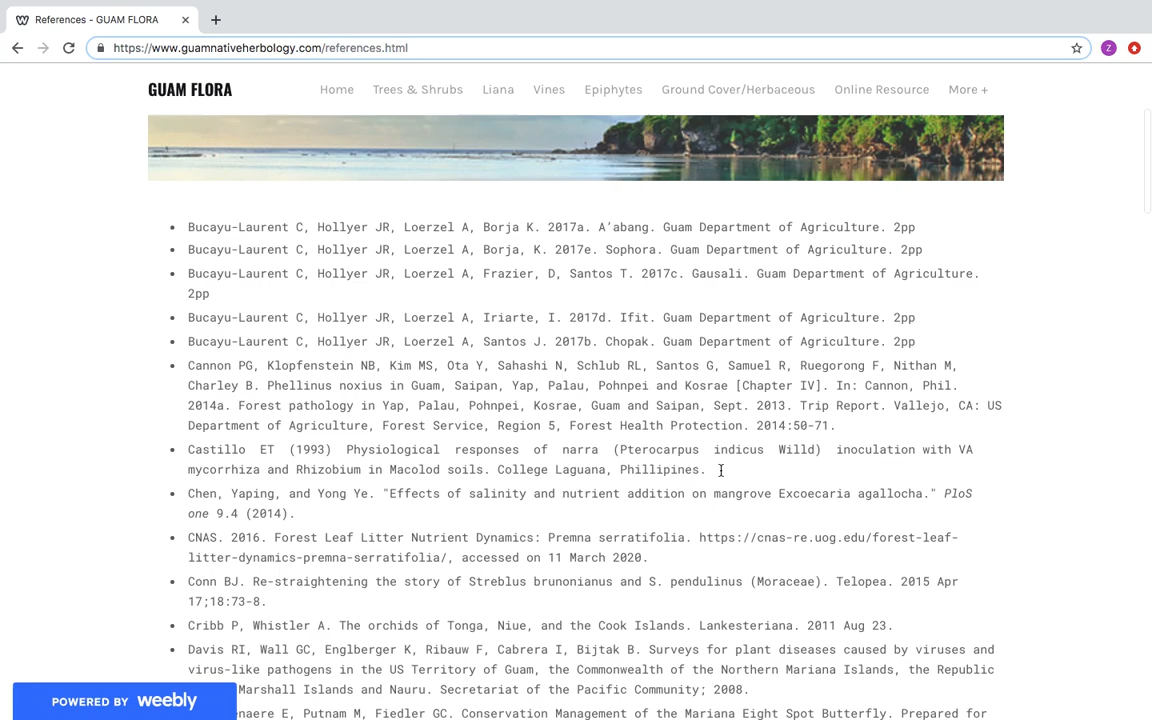 References - GUAM FLORA
https://www.guamnativeherbology.com/references.html
Z
GUAM FLORA
Home Trees & Shrubs Liana Vines Epiphytes Ground Cover/Herbaceous Online Resource More +
• Bucayu-Laurent C, Hollyer JR, Loerzel A, Borja K. 2017a. A’abang. Guam Department of Agriculture. 2pp
• Bucayu-Laurent C, Hollyer JR, Loerzel A, Borja, K. 2017e. Sophora. Guam Department of Agriculture. 2pp
• Bucayu-Laurent C, Hollyer JR, Loerzel A, Frazier, D, Santos T. 2017c. Gausali. Guam Department of Agriculture.
2pp
• Bucayu-Laurent C, Hollyer JR, Loerzel A, Iriarte, I. 2017d. Ifit. Guam Department of Agriculture. 2pp
• Bucayu-Laurent C, Hollyer JR, Loerzel A, Santos J. 2017b. Chopak. Guam Department of Agriculture. 2pp
• Cannon PG, Klopfenstein NB, Kim MS, Ota Y, Sahashi N, Schlub RL, Santos G, Samuel R, Ruegorong F, Nithan M,
Charley B. Phellinus noxius in Guam, Saipan, Yap, Palau, Pohnpei and Kosrae [Chapter IV]. In: Cannon, Phil.
2014a. Forest pathology in Yap, Palau, Pohnpei, Kosrae, Guam and Saipan, Sept. 2013. Trip Report. Vallejo, CA: US
Department of Agriculture, Forest Service, Region 5, Forest Health Protection. 2014:50-71.
• Castillo ET (1993) Physiological responses of narra (Pterocarpus indicus Willd) inoculation with VA
mycorrhiza and Rhizobium in Macolod soils. College Laguana, Phillipines.
• Chen, Yaping, and Yong Ye. "Effects of salinity and nutrient addition on mangrove Excoecaria agallocha." PloS
one 9.4 (2014).
• CNAS. 2016. Forest Leaf Litter Nutrient Dynamics: Premna serratifolia. https://cnas-re.uog.edu/forest-leaf-
litter-dynamics-premna-serratifolia/, accessed on 11 March 2020.
• Conn BJ. Re-straightening the story of Streblus brunonianus and S. pendulinus (Moraceae). Telopea. 2015 Apr
17;18:73-8.
• Cribb P, Whistler A. The orchids of Tonga, Niue, and the Cook Islands. Lankesteriana. 2011 Aug 23.
• Davis RI, Wall GC, Englberger K, Ribauw F, Cabrera I, Bijtak B. Surveys for plant diseases caused by viruses and
virus-like pathogens in the US Territory of Guam, the Commonwealth of the Northern Mariana Islands, the Republic
Marshall Islands and Nauru. Secretariat of the Pacific Community; 2008.
E, Putnam M, Fiedler GC. Conservation Management of the Mariana Eight Spot Butterfly. Prepared for
POWERED BY weebly